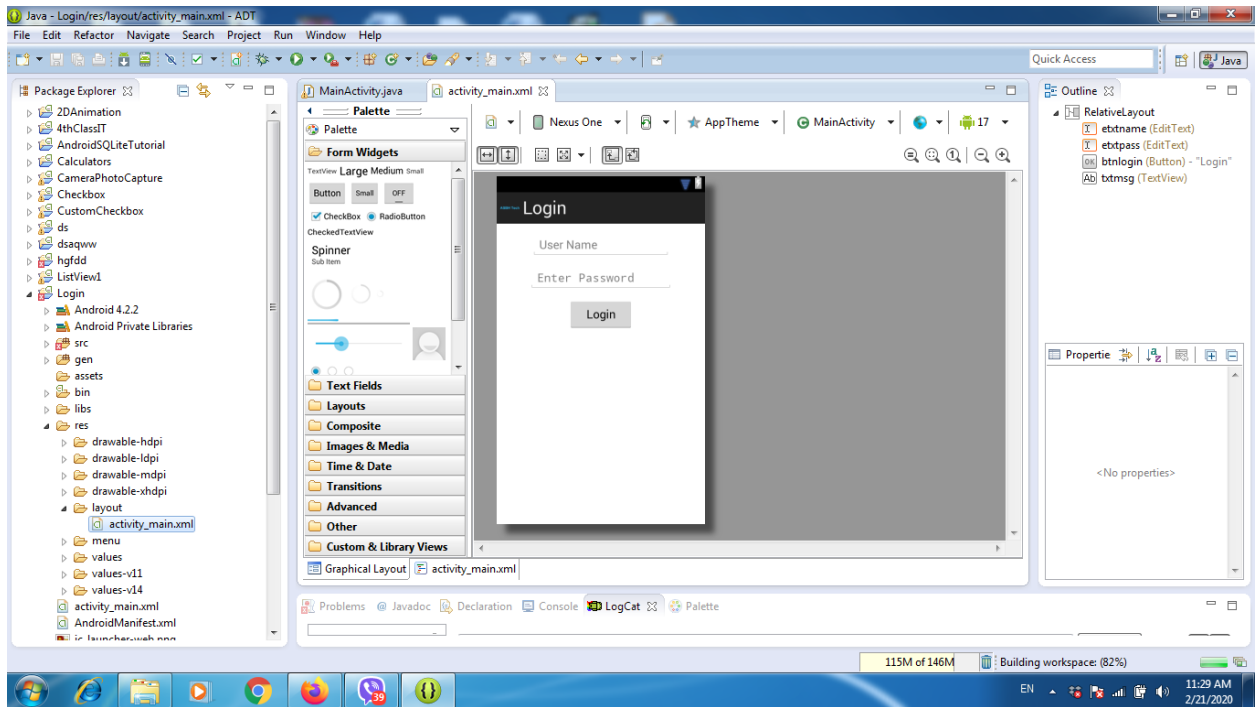 Java - Login/res/layout/activity_main.xml - ADT
File Edit Refactor Navigate Search Project Run Window Help
Quick Access
Java
Package Explorer
2DAnimation
4thClassIT
AndroidSQLiteTutorial
Calculators
CameraPhotoCapture
Checkbox
CustomCheckbox
ds
dsaqww
hgfdd
ListView1
Login
Android 4.2.2
Android Private Libraries
src
gen
assets
bin
libs
res
drawable-hdpi
drawable-ldpi
drawable-mdpi
drawable-xhdpi
layout
activity_main.xml
menu
values
values-v11
values-v14
activity_main.xml
AndroidManifest.xml
ic_launcher-web.png
MainActivity.java
activity_main.xml
Palette
Palette
Form Widgets
TextView Large Medium Small
Button Small OFF
CheckBox RadioButton
CheckedTextView
Spinner
Sub Item
Text Fields
Layouts
Composite
Images & Media
Time & Date
Transitions
Advanced
Other
Custom & Library Views
Graphical Layout activity_main.xml
Nexus One AppTheme MainActivity 17
Login
User Name
Enter Password
Login
Outline
RelativeLayout
etxtname (EditText)
etxtpass (EditText)
OK btnlogin (Button) - "Login"
Ab txtmsg (TextView)
Propertie
<No properties>
Problems @ Javadoc Declaration Console LogCat Palette
115M of 146M
Building workspace: (82%)
39
EN
11:29 AM
2/21/2020